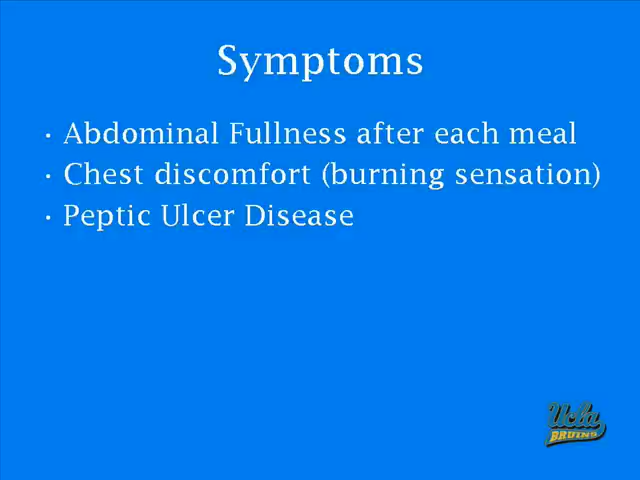 Symptoms
· Abdominal Fullness after each meal
· Chest discomfort (burning sensation)
· Peptic Ulcer Disease
Ucla
BRUINS